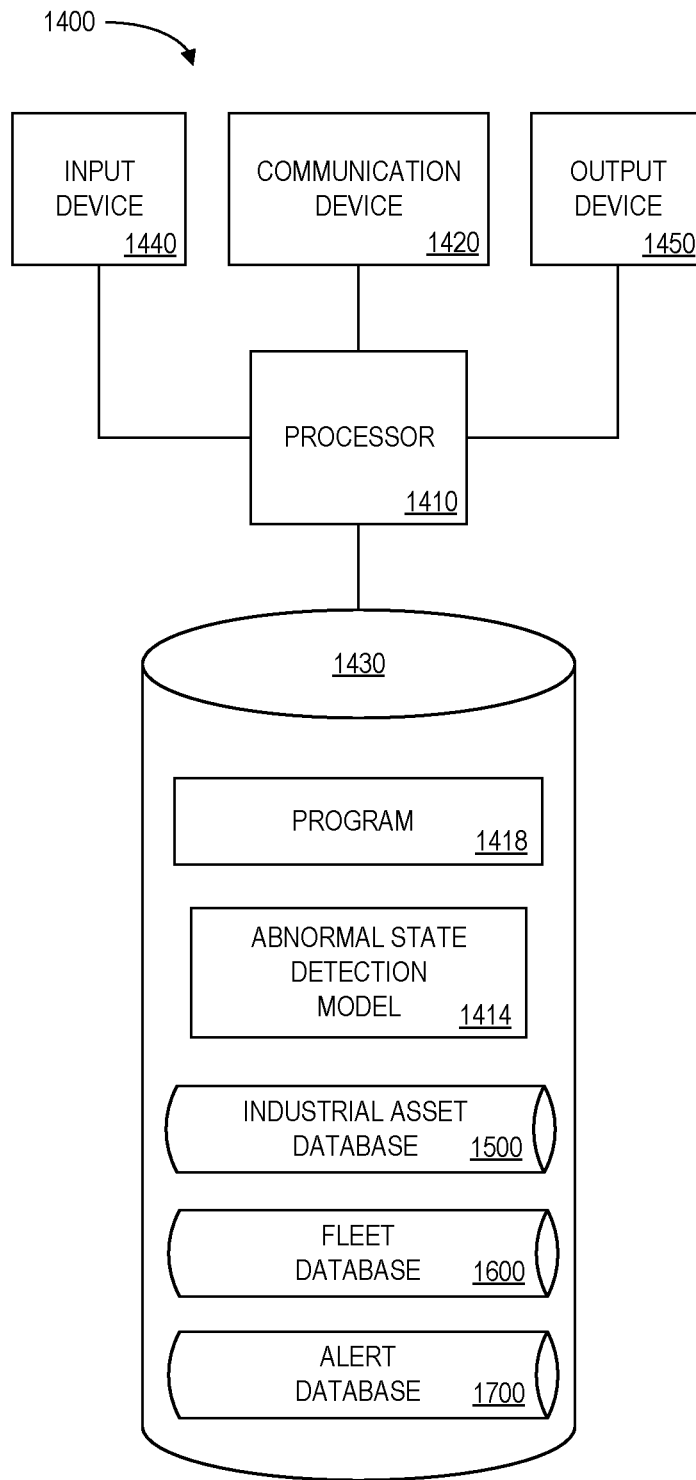 1400
INPUT
DEVICE
1440
COMMUNICATION
DEVICE
1420
OUTPUT
DEVICE
1450
PROCESSOR
1410
1430
PROGRAM
1418
ABNORMAL STATE
DETECTION
MODEL
1414
INDUSTRIAL ASSET
DATABASE
1500
FLEET
DATABASE
1600
ALERT
DATABASE
1700